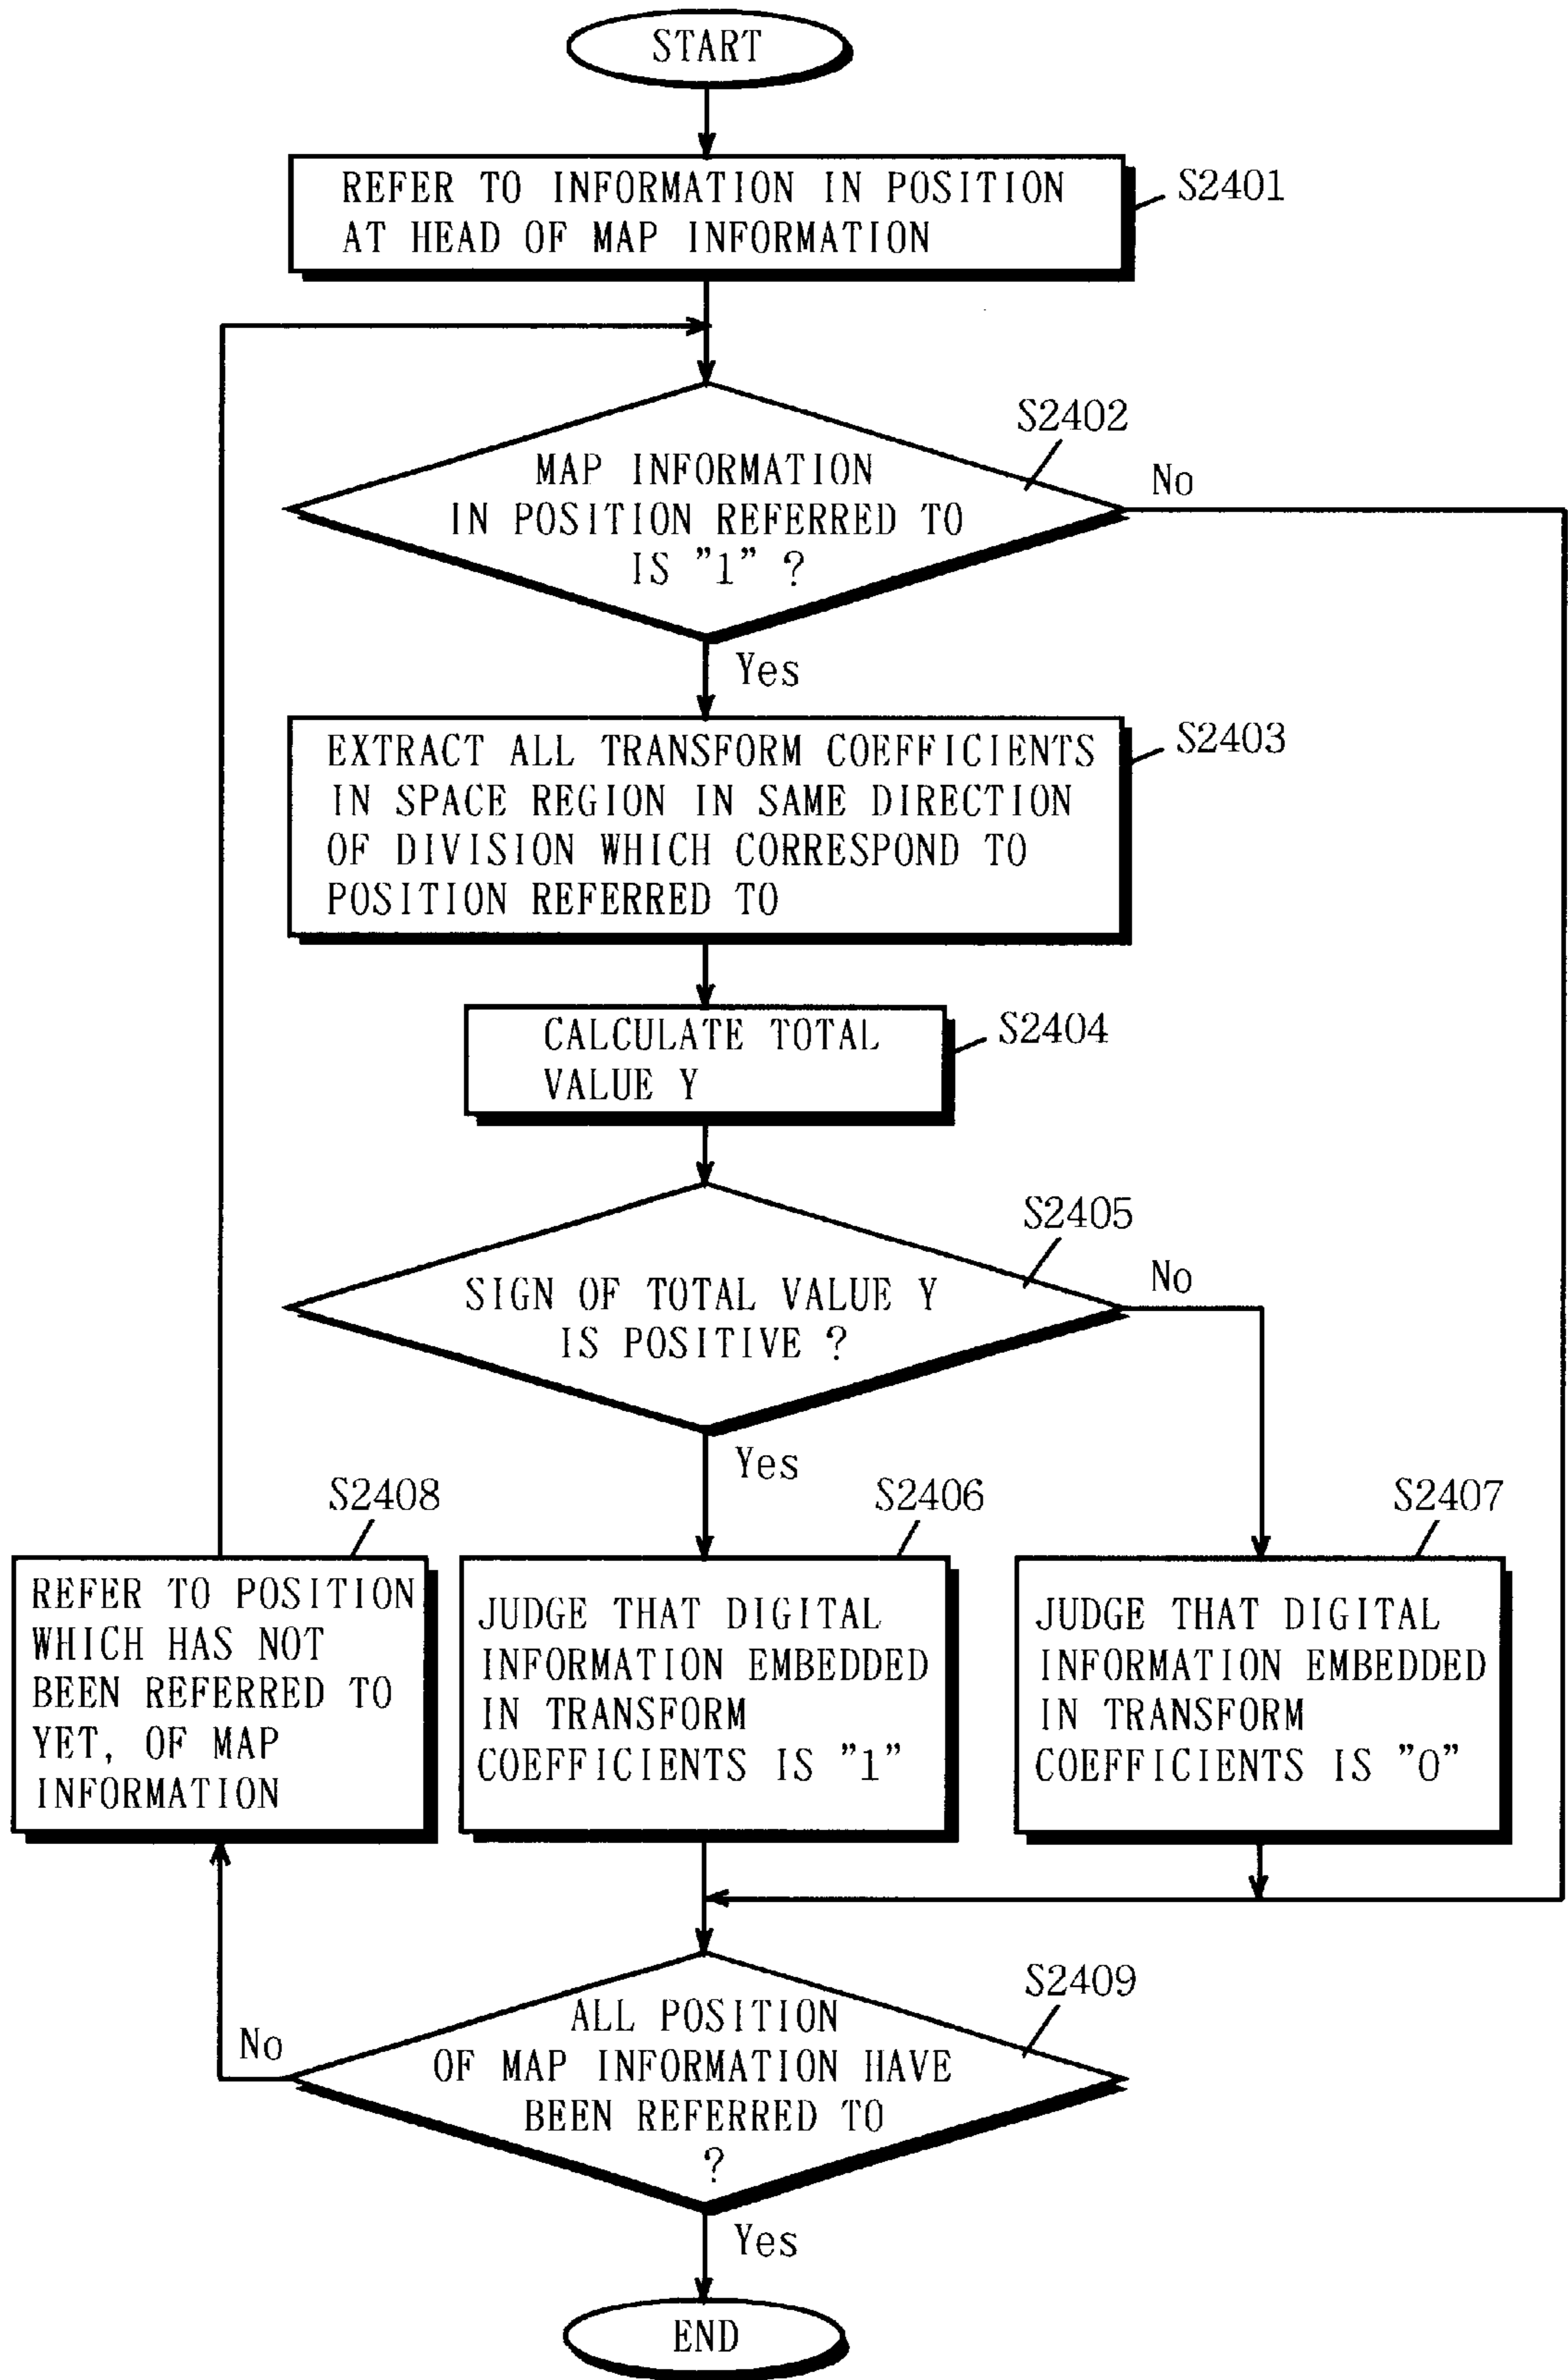 START
REFER TO INFORMATION IN POSITION
AT HEAD OF MAP INFORMATION
S2401
S2402
MAP INFORMATION
IN POSITION REFERRED TO
IS "1" ?
No
Yes
EXTRACT ALL TRANSFORM COEFFICIENTS
IN SPACE REGION IN SAME DIRECTION
OF DIVISION WHICH CORRESPOND TO
POSITION REFERRED TO
S2403
CALCULATE TOTAL
VALUE Y
S2404
S2405
SIGN OF TOTAL VALUE Y
IS POSITIVE ?
No
Yes
S2408
REFER TO POSITION
WHICH HAS NOT
BEEN REFERRED TO
YET, OF MAP
INFORMATION
S2406
JUDGE THAT DIGITAL
INFORMATION EMBEDDED
IN TRANSFORM
COEFFICIENTS IS "1"
S2407
JUDGE THAT DIGITAL
INFORMATION EMBEDDED
IN TRANSFORM
COEFFICIENTS IS "0"
S2409
ALL POSITION
OF MAP INFORMATION HAVE
BEEN REFERRED TO
?
No
Yes
END